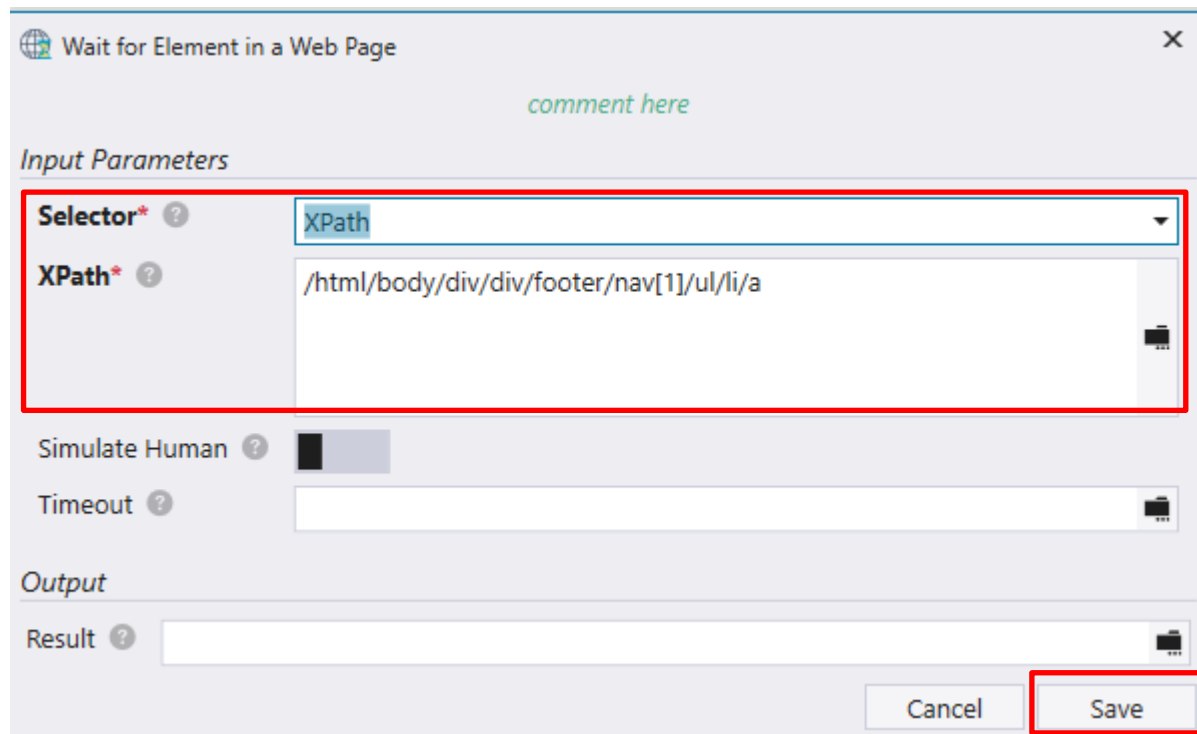 Wait for Element in a Web Page
comment here
Input Parameters
Selector* ? XPath
XPath* ? /html/body/div/div/footer/nav[1]/ul/li/a
Simulate Human ?
Timeout ?
Output
Result ?
Cancel Save